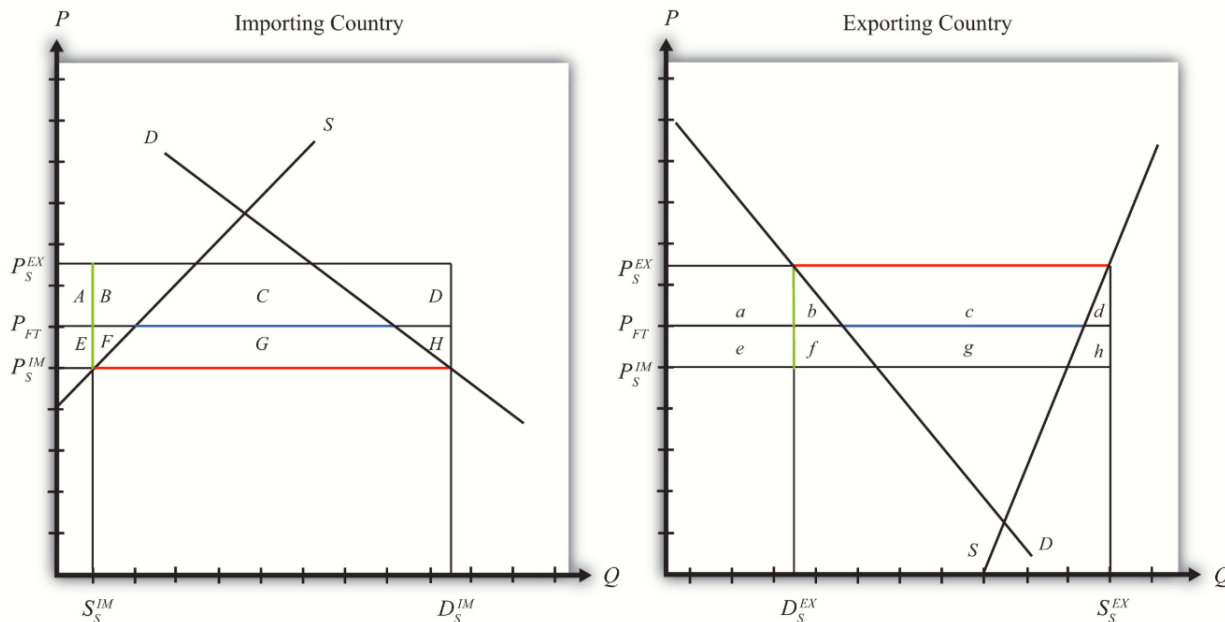 Importing Country
P
D
S
P_S^EX
A B C D
P_FT
E F G H
P_S^IM
Q
S_S^IM D_S^IM
Exporting Country
P
P_S^EX
a b c d
P_FT
e f g h
P_S^IM
S D
Q
D_S^EX S_S^EX